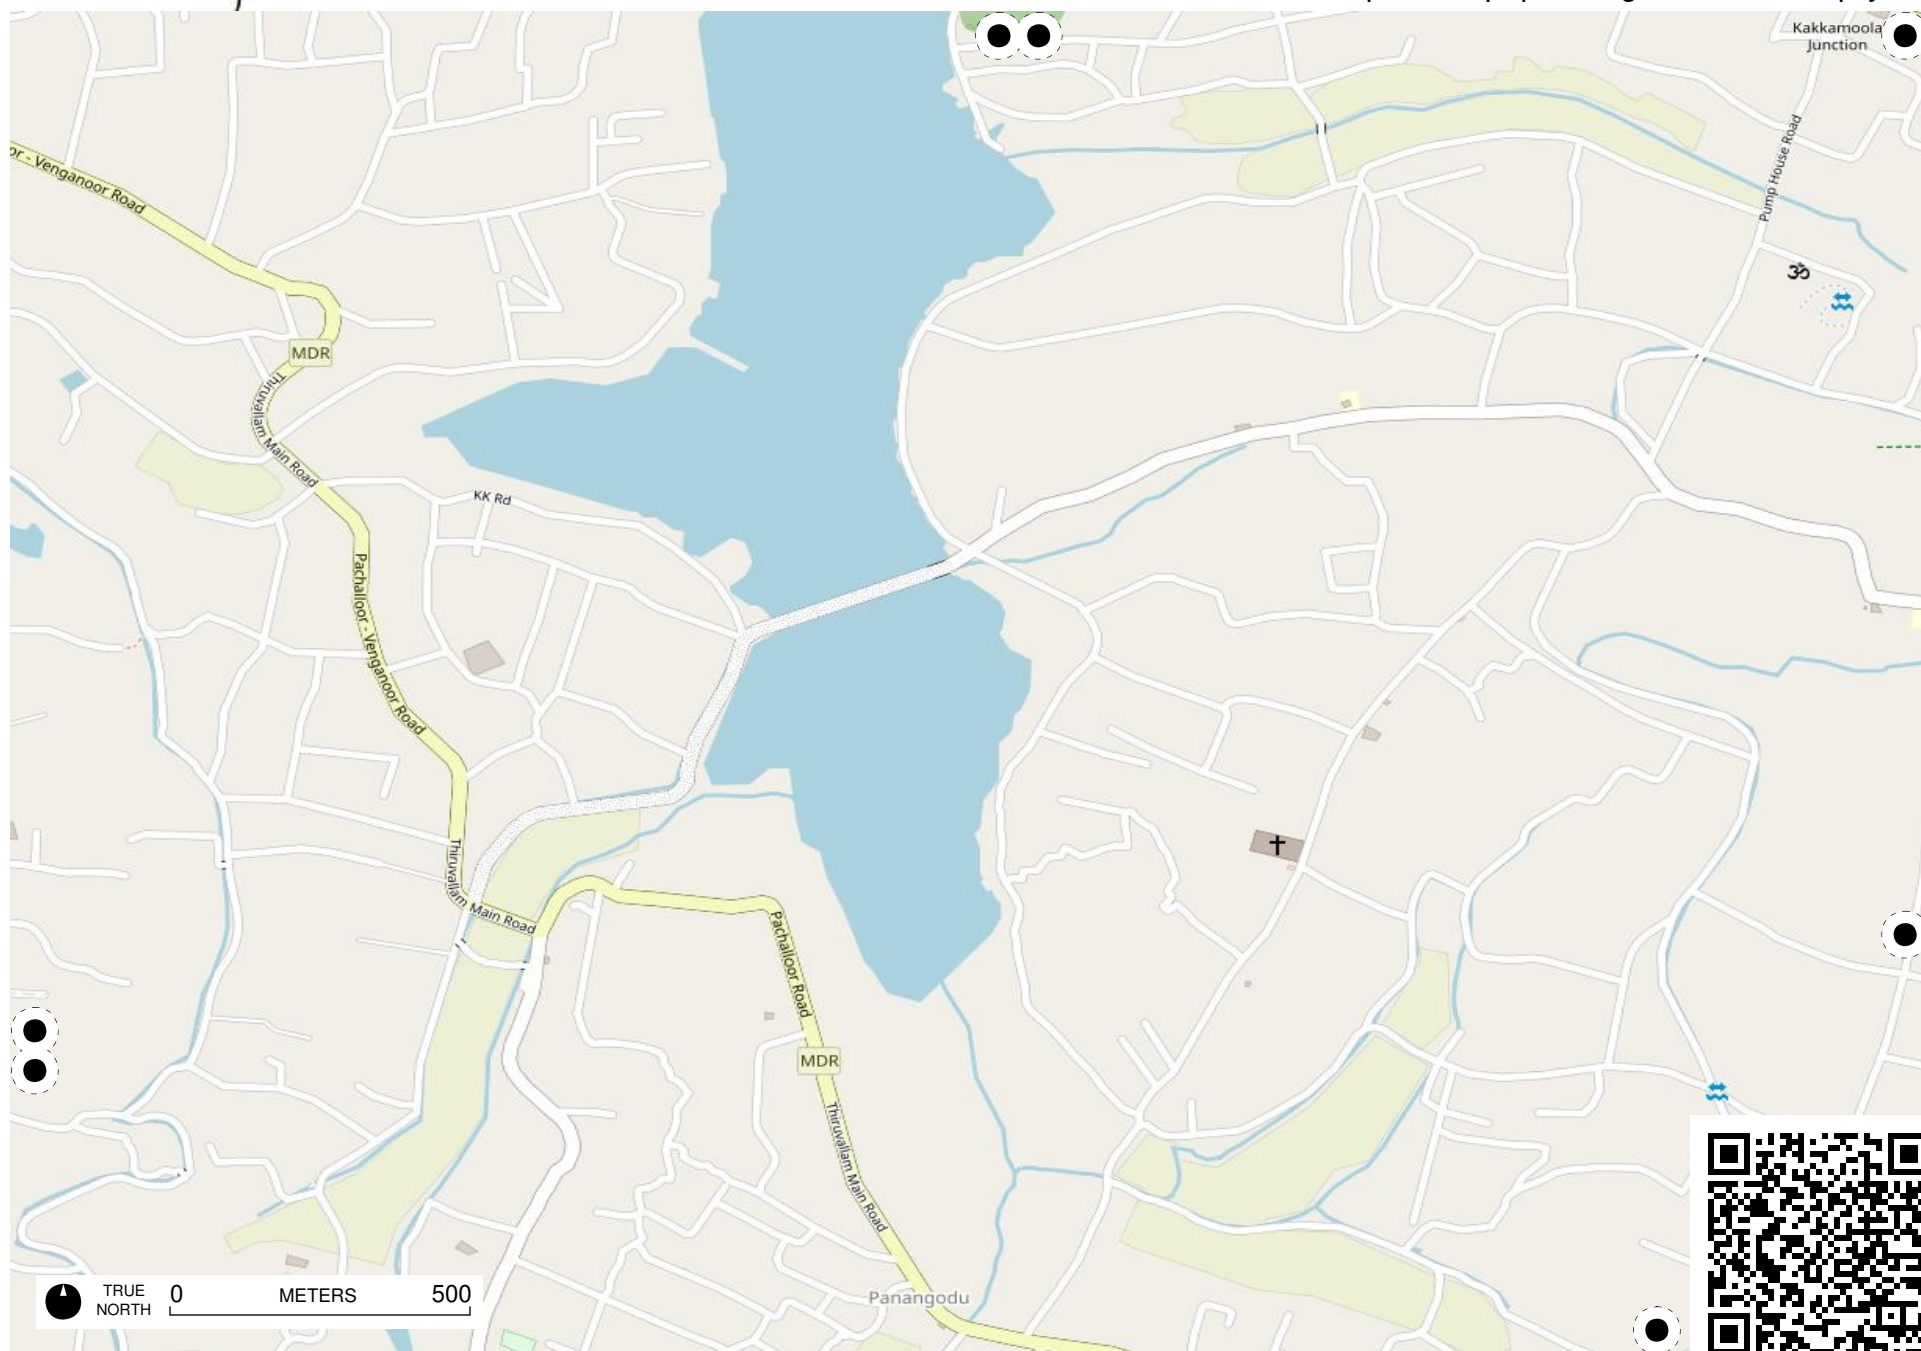 Kakkamoola
Junction
or - Venganoor Road
Pump House Road
ॐ
MDR
Thiruvallam Main Road
KK Rd
Pachalloor - Venganoor Road
Thiruvallam Main Road
Pachalloor Road
MDR
Thiruvallam Main Road
Panangodu
TRUE
NORTH
0 METERS 500